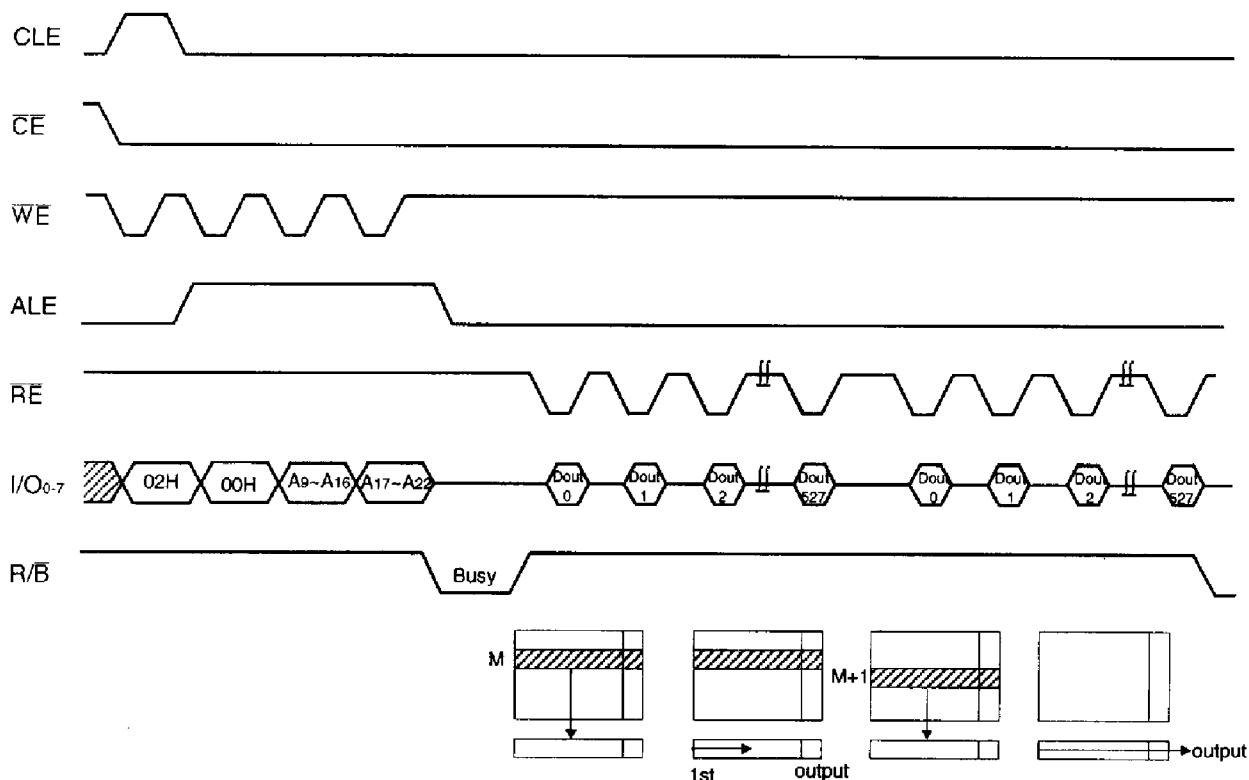 CLE
CE
WE
ALE
RE
I/O0-7 02H 00H A9~A16 A17~A22 Dout 0 Dout 1 Dout 2 Dout 527 Dout 0 Dout 1 Dout 2 Dout 527
R/B Busy
M M+1
1st output output